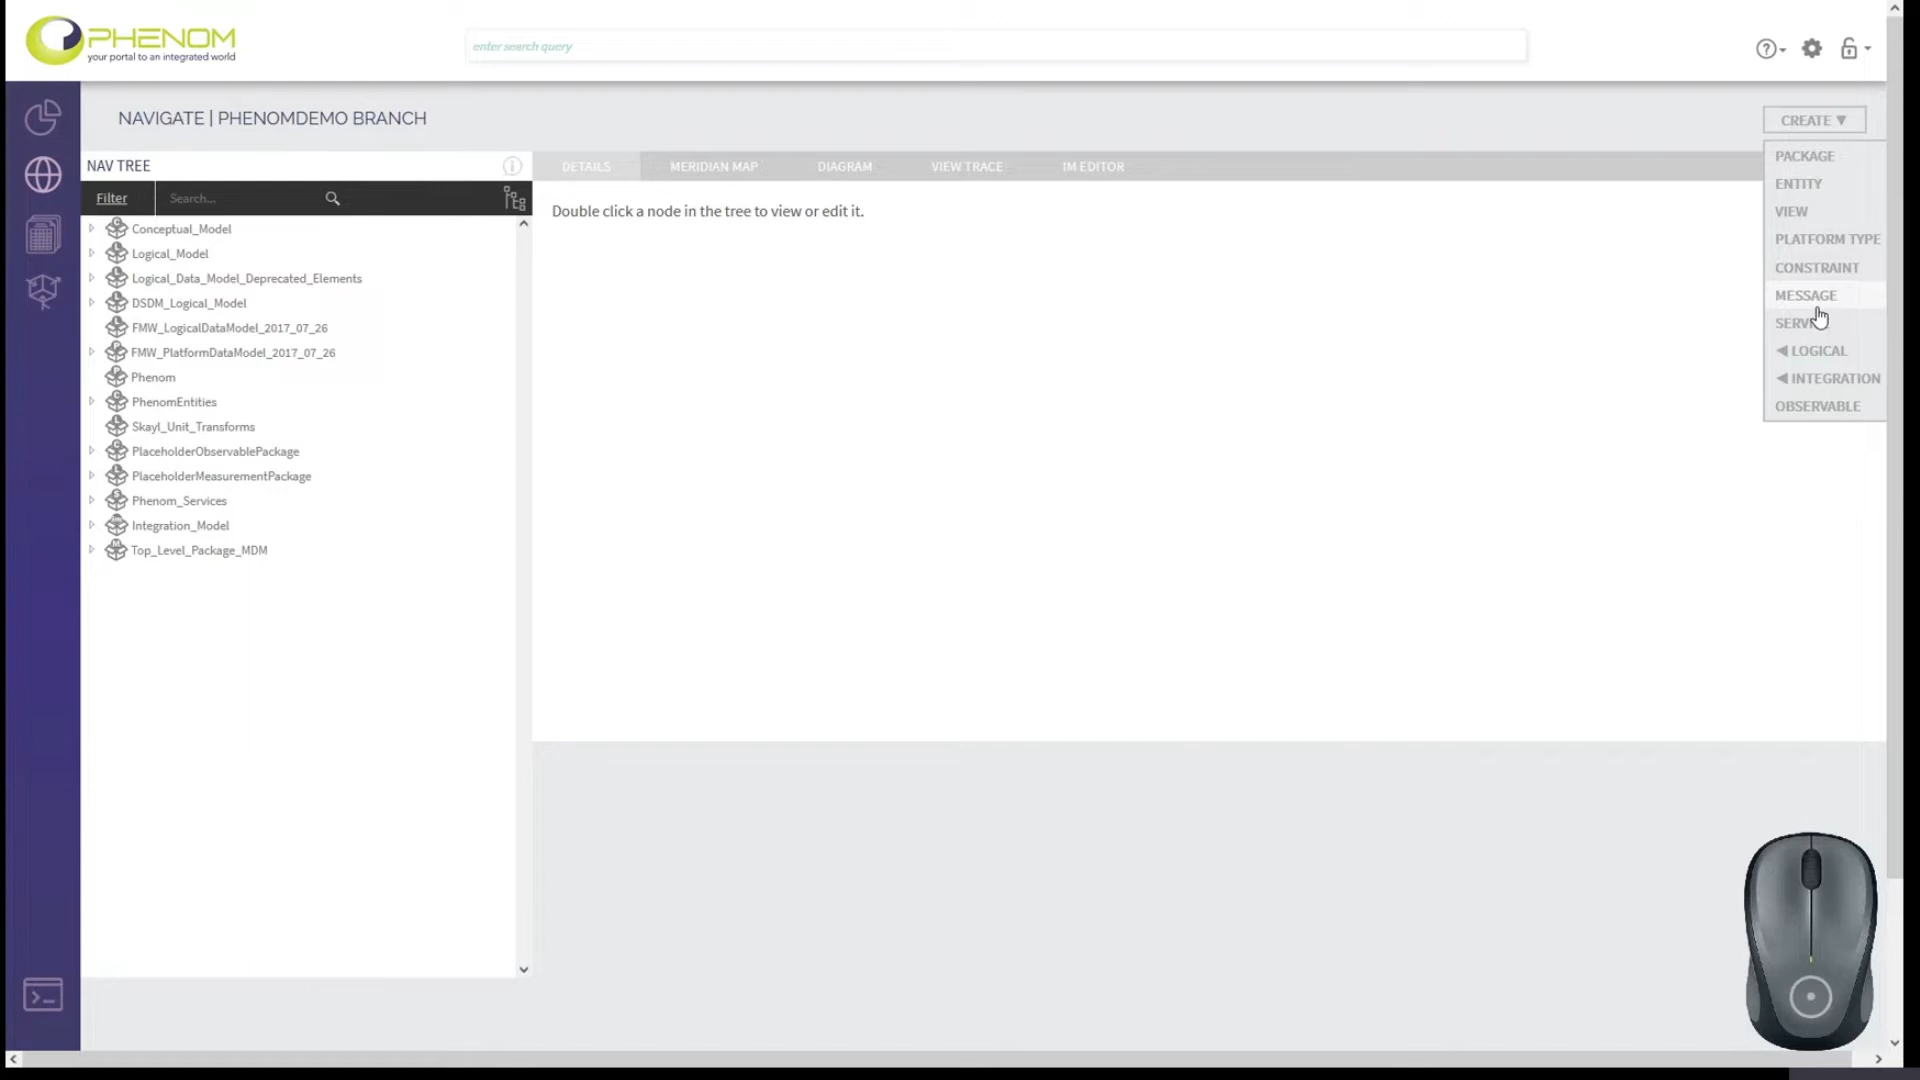 PHENOM
your portal to an integrated world
enter search query
NAVIGATE | PHENOMDEMO BRANCH
CREATE ▼
NAV TREE
DETAILS
MERIDIAN MAP
DIAGRAM
VIEW TRACE
IM EDITOR
Filter
Search...
Double click a node in the tree to view or edit it.
Conceptual_Model
Logical_Model
Logical_Data_Model_Deprecated_Elements
DSDM_Logical_Model
FMW_LogicalDataModel_2017_07_26
FMW_PlatformDataModel_2017_07_26
Phenom
PhenomEntities
Skayl_Unit_Transforms
PlaceholderObservablePackage
PlaceholderMeasurementPackage
Phenom_Services
Integration_Model
Top_Level_Package_MDM
PACKAGE
ENTITY
VIEW
PLATFORM TYPE
CONSTRAINT
MESSAGE
◀ LOGICAL
◀ INTEGRATION
OBSERVABLE